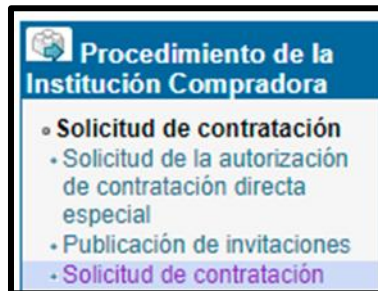 Procedimiento de la
Institución Compradora
Solicitud de contratación
Solicitud de la autorización
de contratación directa
especial
Publicación de invitaciones
Solicitud de contratación